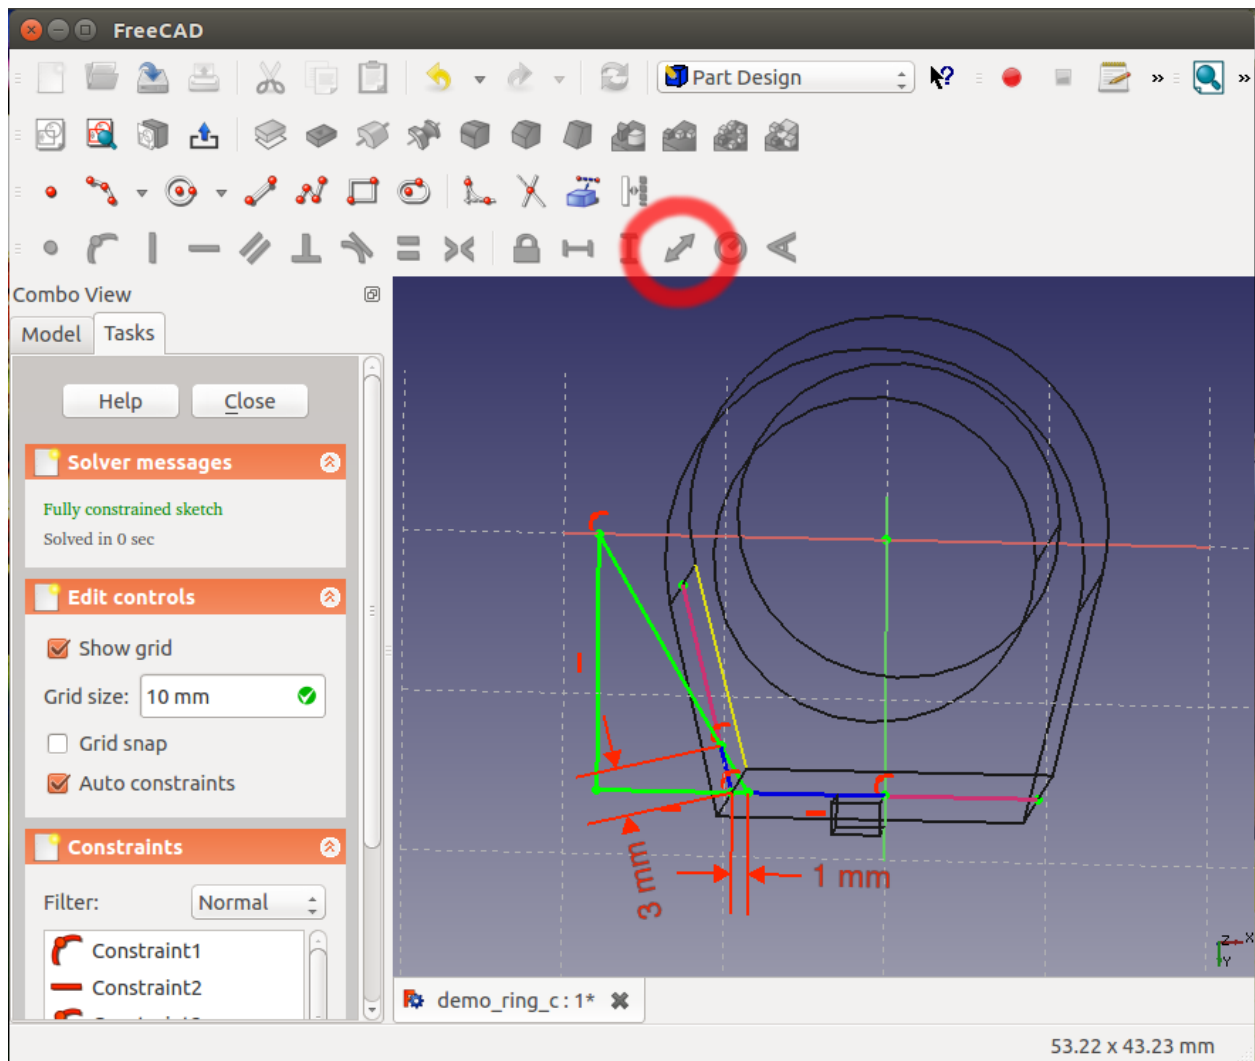 FreeCAD
Part Design
Combo View
Model Tasks
Help Close
Solver messages
Fully constrained sketch
Solved in 0 sec
Edit controls
Show grid
Grid size: 10 mm
Grid snap
Auto constraints
Constraints
Filter: Normal
Constraint1
Constraint2
3 mm
1 mm
Z X
Y
demo_ring_c : 1*
53.22 x 43.23 mm